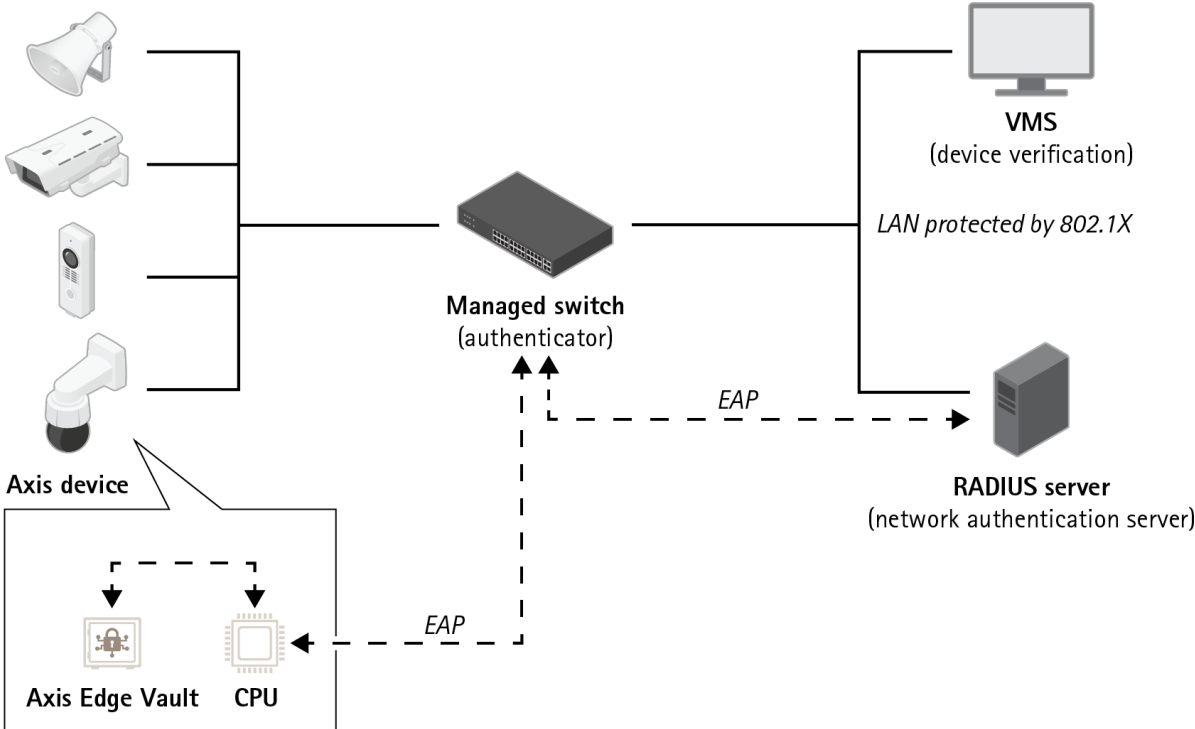 VMS
(device verification)
LAN protected by 802.1X
Managed switch
(authenticator)
EAP
Axis device
RADIUS server
(network authentication server)
EAP
Axis Edge Vault
CPU